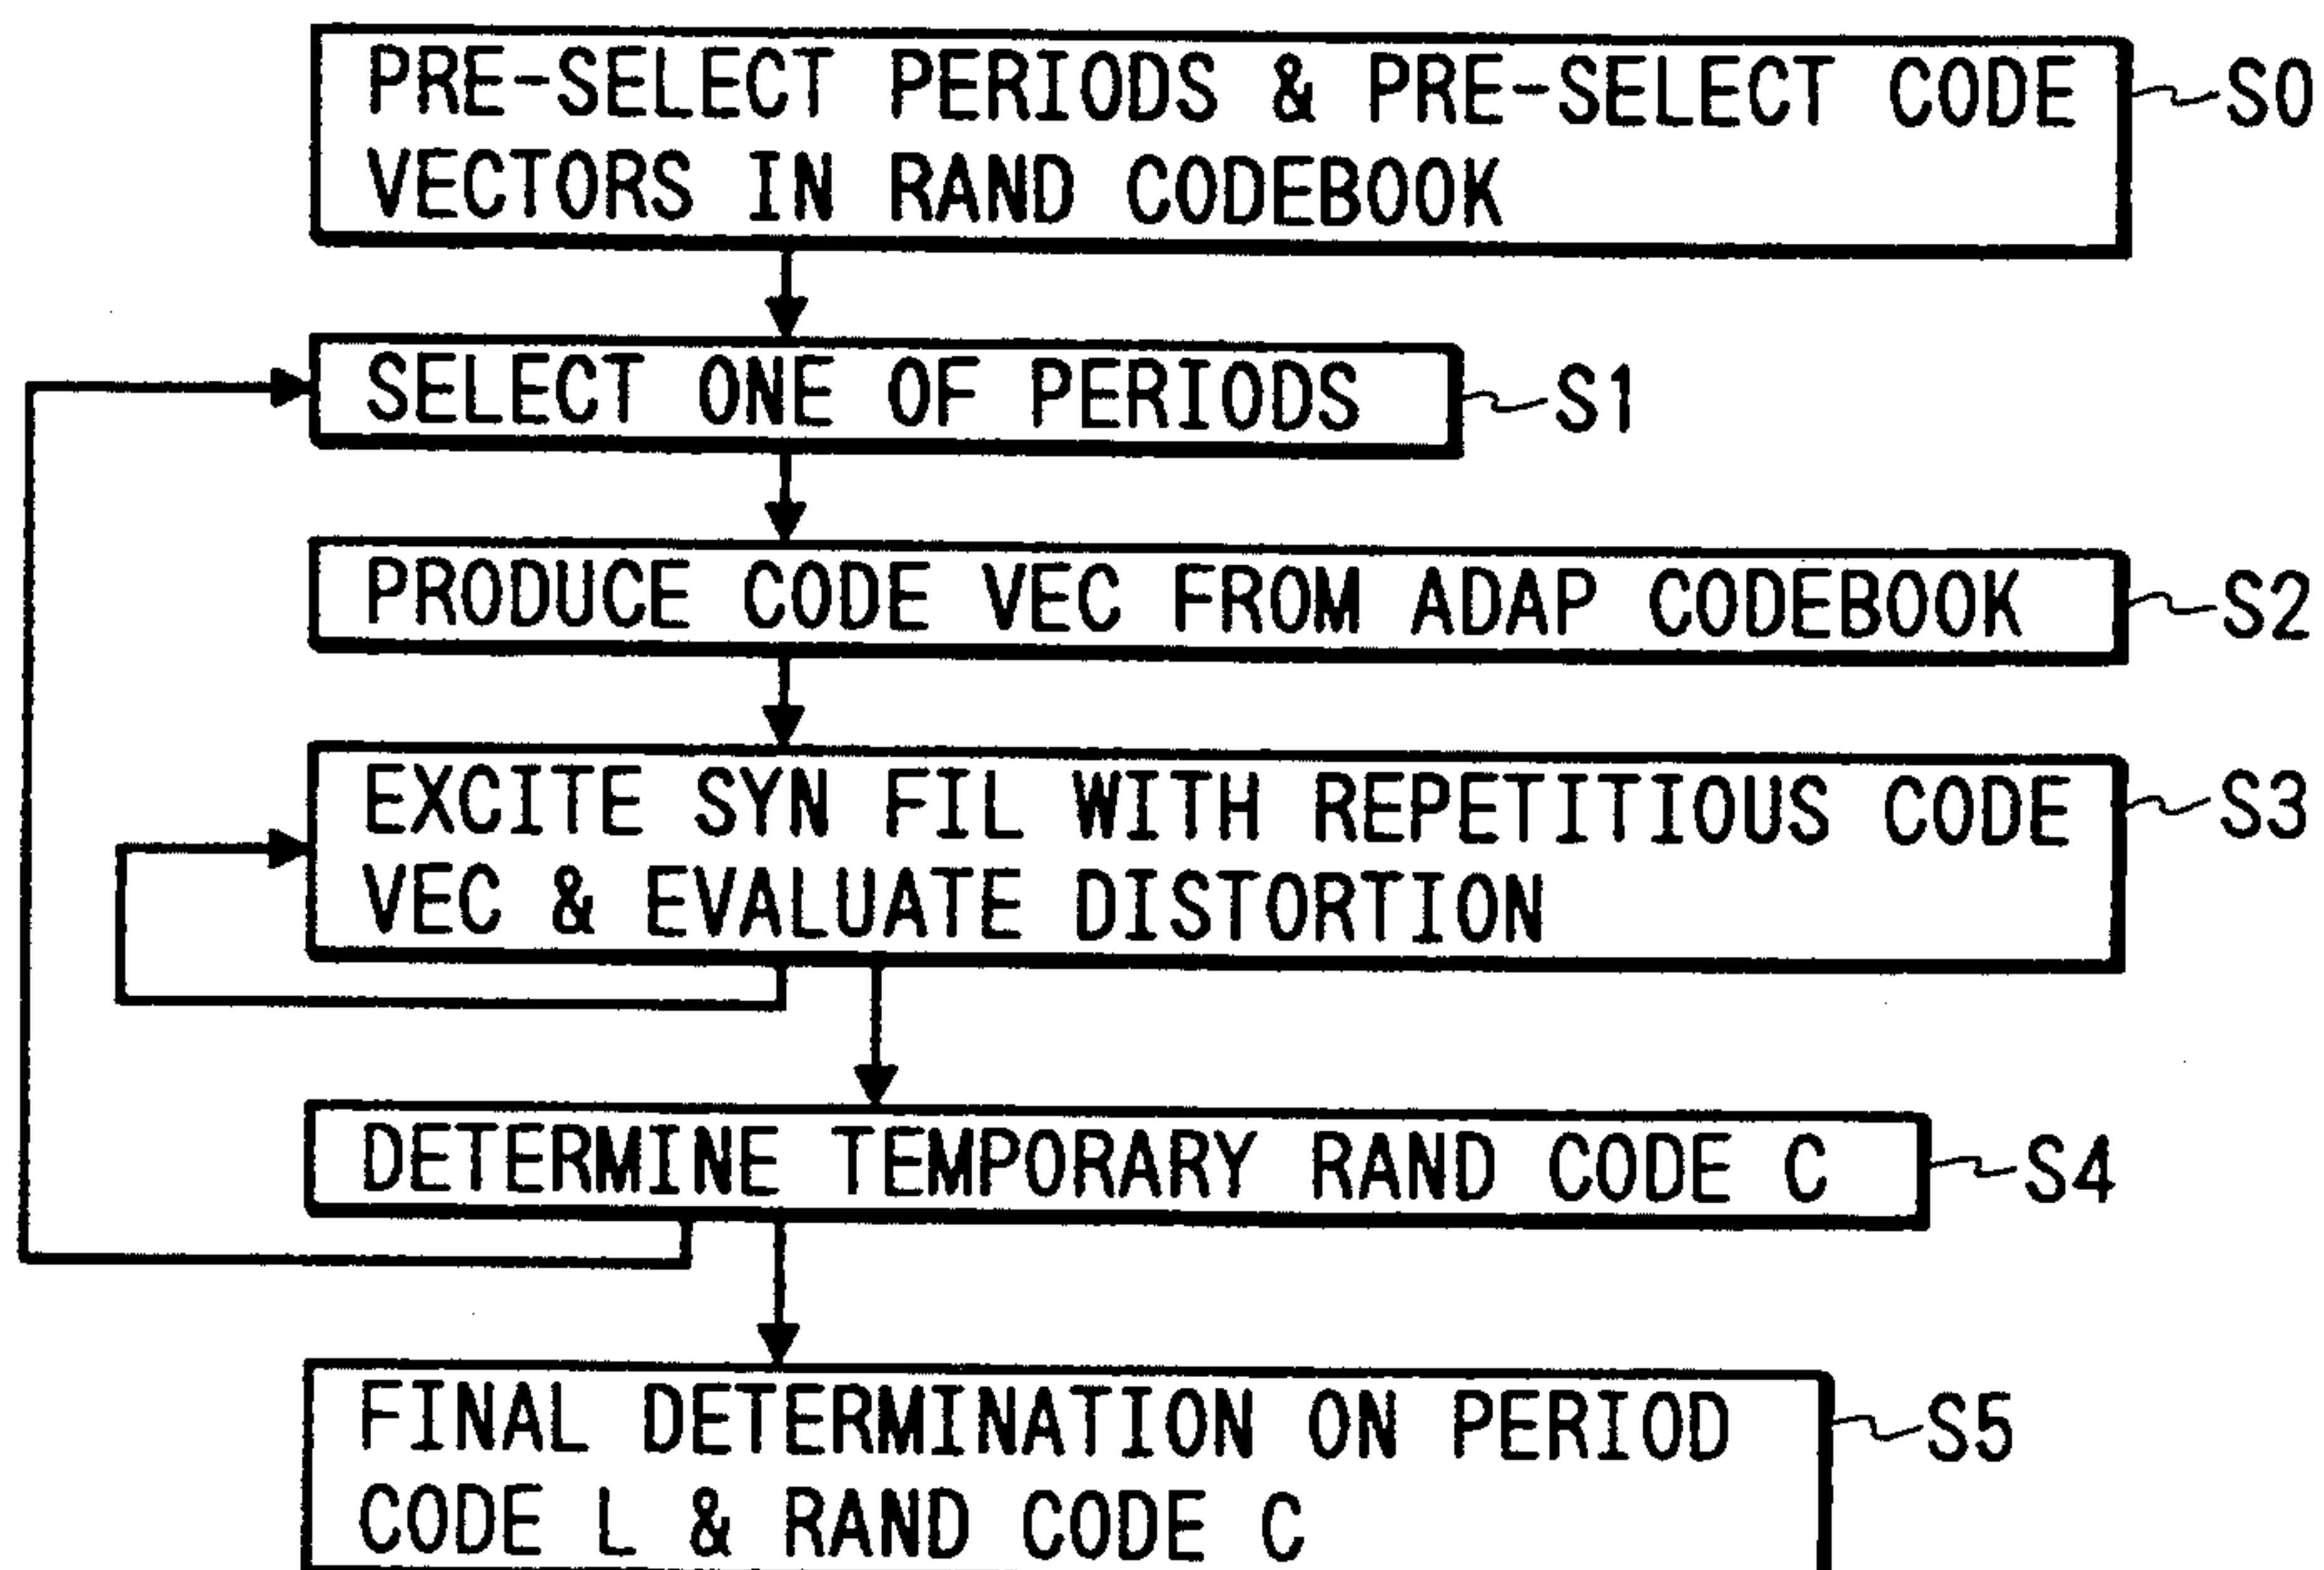 PRE-SELECT PERIODS & PRE-SELECT CODE
VECTORS IN RAND CODEBOOK
S0
SELECT ONE OF PERIODS
S1
PRODUCE CODE VEC FROM ADAP CODEBOOK
S2
EXCITE SYN FIL WITH REPETITIOUS CODE
VEC & EVALUATE DISTORTION
S3
DETERMINE TEMPORARY RAND CODE C
S4
FINAL DETERMINATION ON PERIOD
CODE L & RAND CODE C
S5